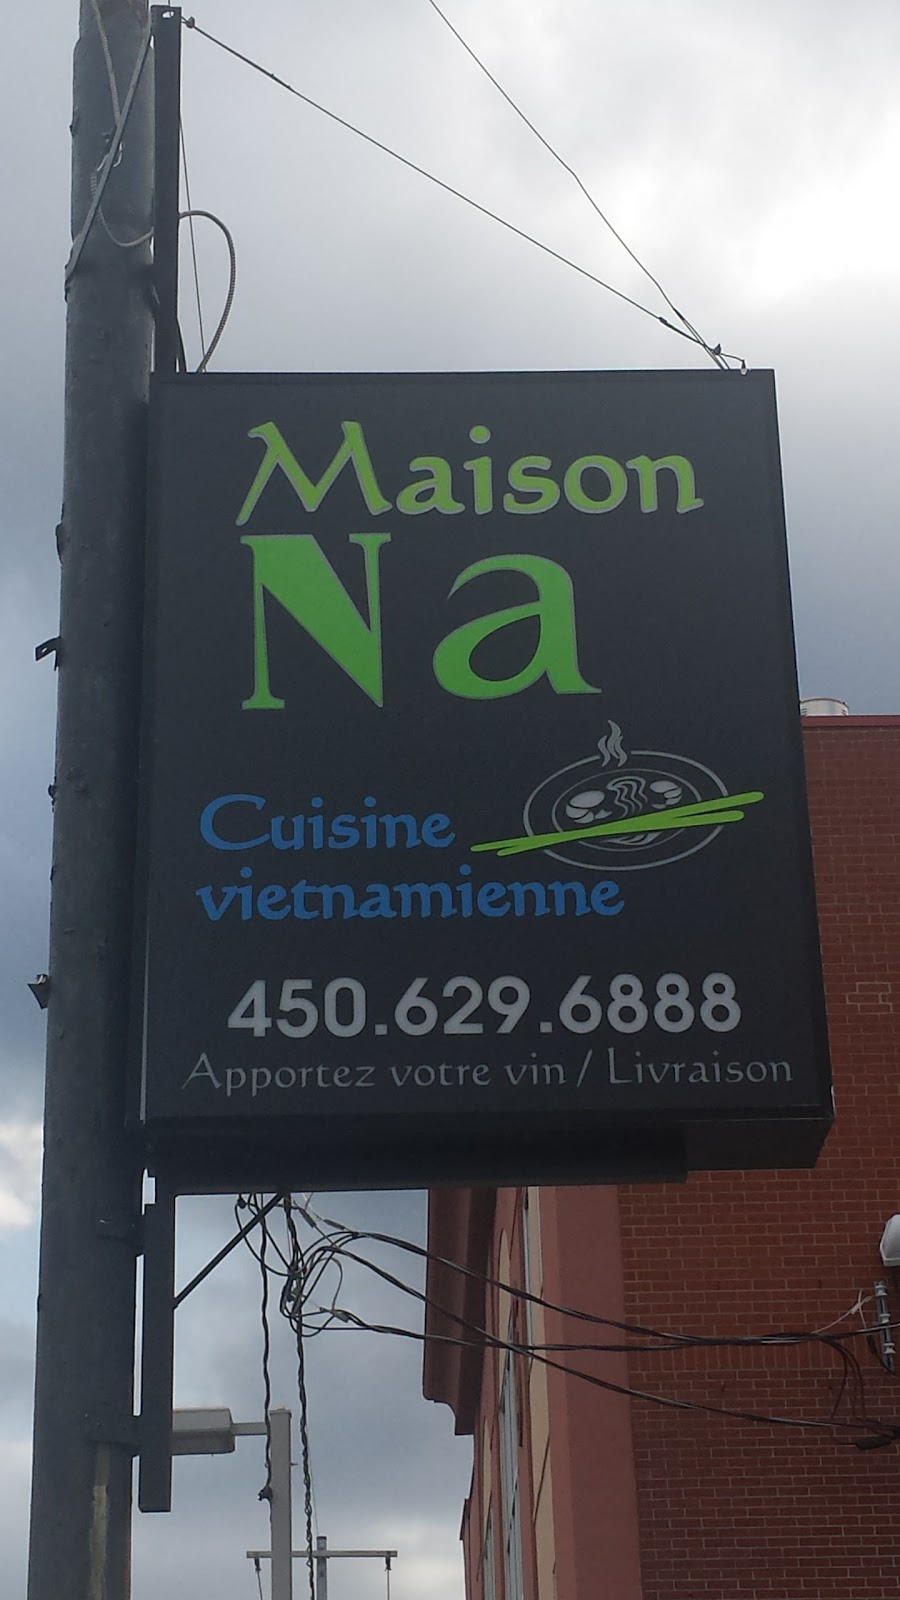 Maison
Na
Cuisine
vietnamienne
450.629.6888
Apportez votre vin / Livraison